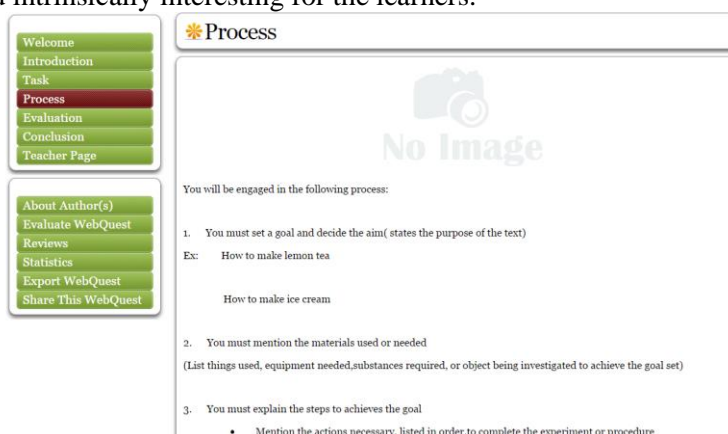 intrinsically interesting for the learners.
Welcome
Introduction
Task
Process
Evaluation
Conclusion
Teacher Page
About Author(s)
Evaluate WebQuest
Reviews
Statistics
Export WebQuest
Share This WebQuest
Process
No Image
You will be engaged in the following process:
1. You must set a goal and decide the aim( states the purpose of the text)
Ex: How to make lemon tea
How to make ice cream
2. You must mention the materials used or needed
(List things used, equipment needed,substances required, or object being investigated to achieve the goal set)
3. You must explain the steps to achieves the goal
• Mention the actions necessary, listed in order,to complete the experiment or procedure